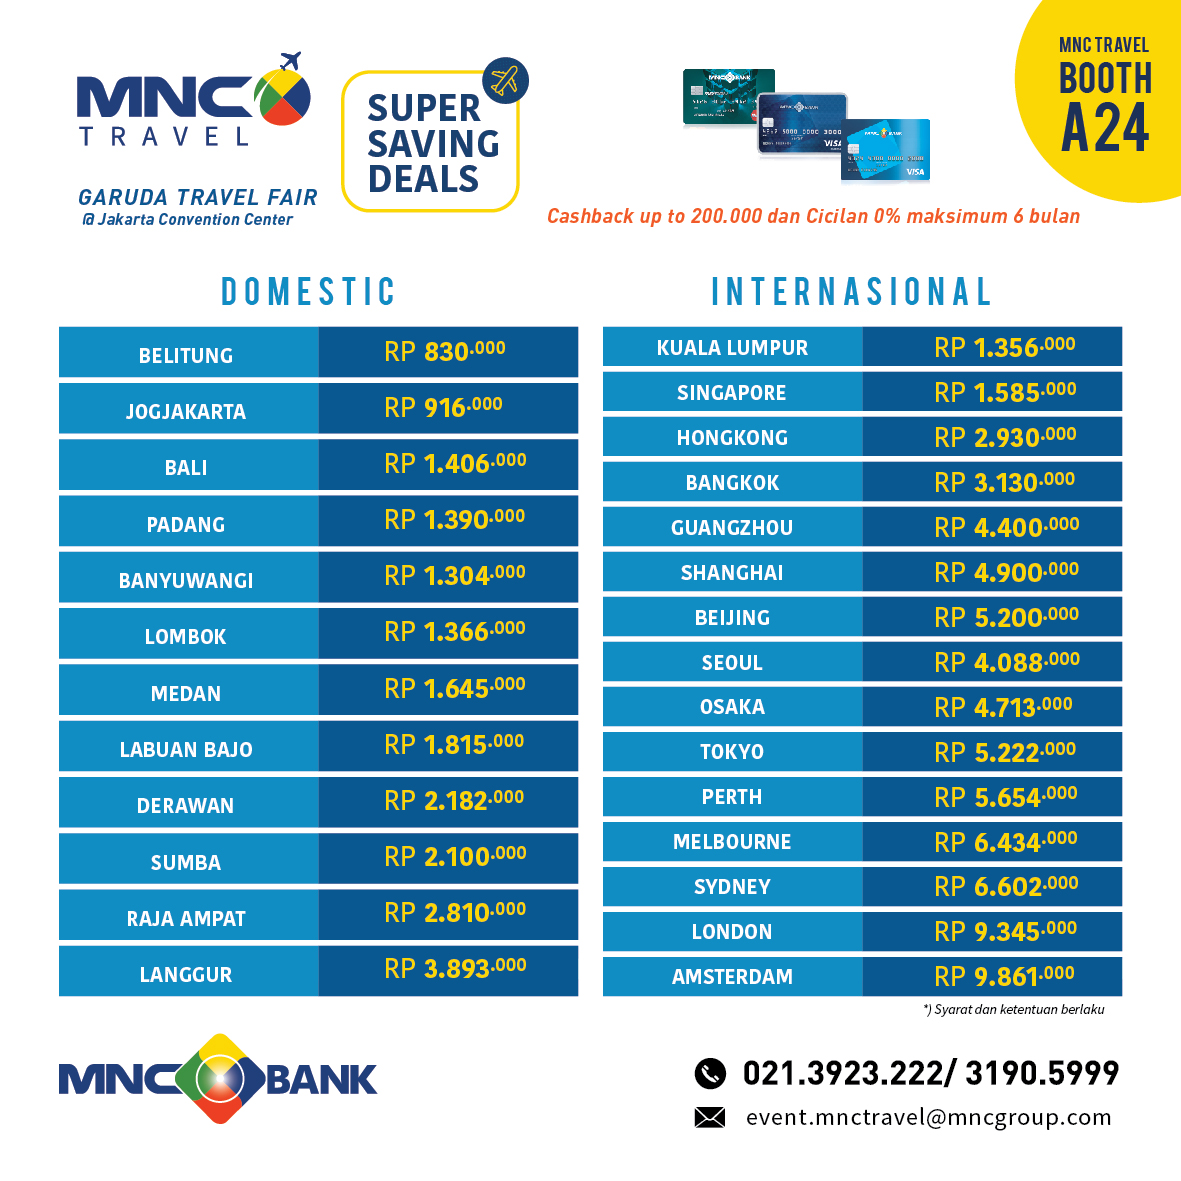 MNC
TRAVEL
GARUDA TRAVEL FAIR
@ Jakarta Convention Center
SUPER
SAVING
DEALS
MNC BANK
MNC BANK
VISA
MNC BANK
VISA
Cashback up to 200.000 dan Cicilan 0% maksimum 6 bulan
MNC TRAVEL
BOOTH
A24
DOMESTIC
BELITUNG RP 830.000
JOGJAKARTA RP 916.000
BALI RP 1.406.000
PADANG RP 1.390.000
BANYUWANGI RP 1.304.000
LOMBOK RP 1.366.000
MEDAN RP 1.645.000
LABUAN BAJO RP 1.815.000
DERAWAN RP 2.182.000
SUMBA RP 2.100.000
RAJA AMPAT RP 2.810.000
LANGGUR RP 3.893.000
INTERNASIONAL
KUALA LUMPUR RP 1.356.000
SINGAPORE RP 1.585.000
HONGKONG RP 2.930.000
BANGKOK RP 3.130.000
GUANGZHOU RP 4.400.000
SHANGHAI RP 4.900.000
BEIJING RP 5.200.000
SEOUL RP 4.088.000
OSAKA RP 4.713.000
TOKYO RP 5.222.000
PERTH RP 5.654.000
MELBOURNE RP 6.434.000
SYDNEY RP 6.602.000
LONDON RP 9.345.000
AMSTERDAM RP 9.861.000
*) Syarat dan ketentuan berlaku
MNC BANK
021.3923.222/ 3190.5999
event.mnctravel@mncgroup.com